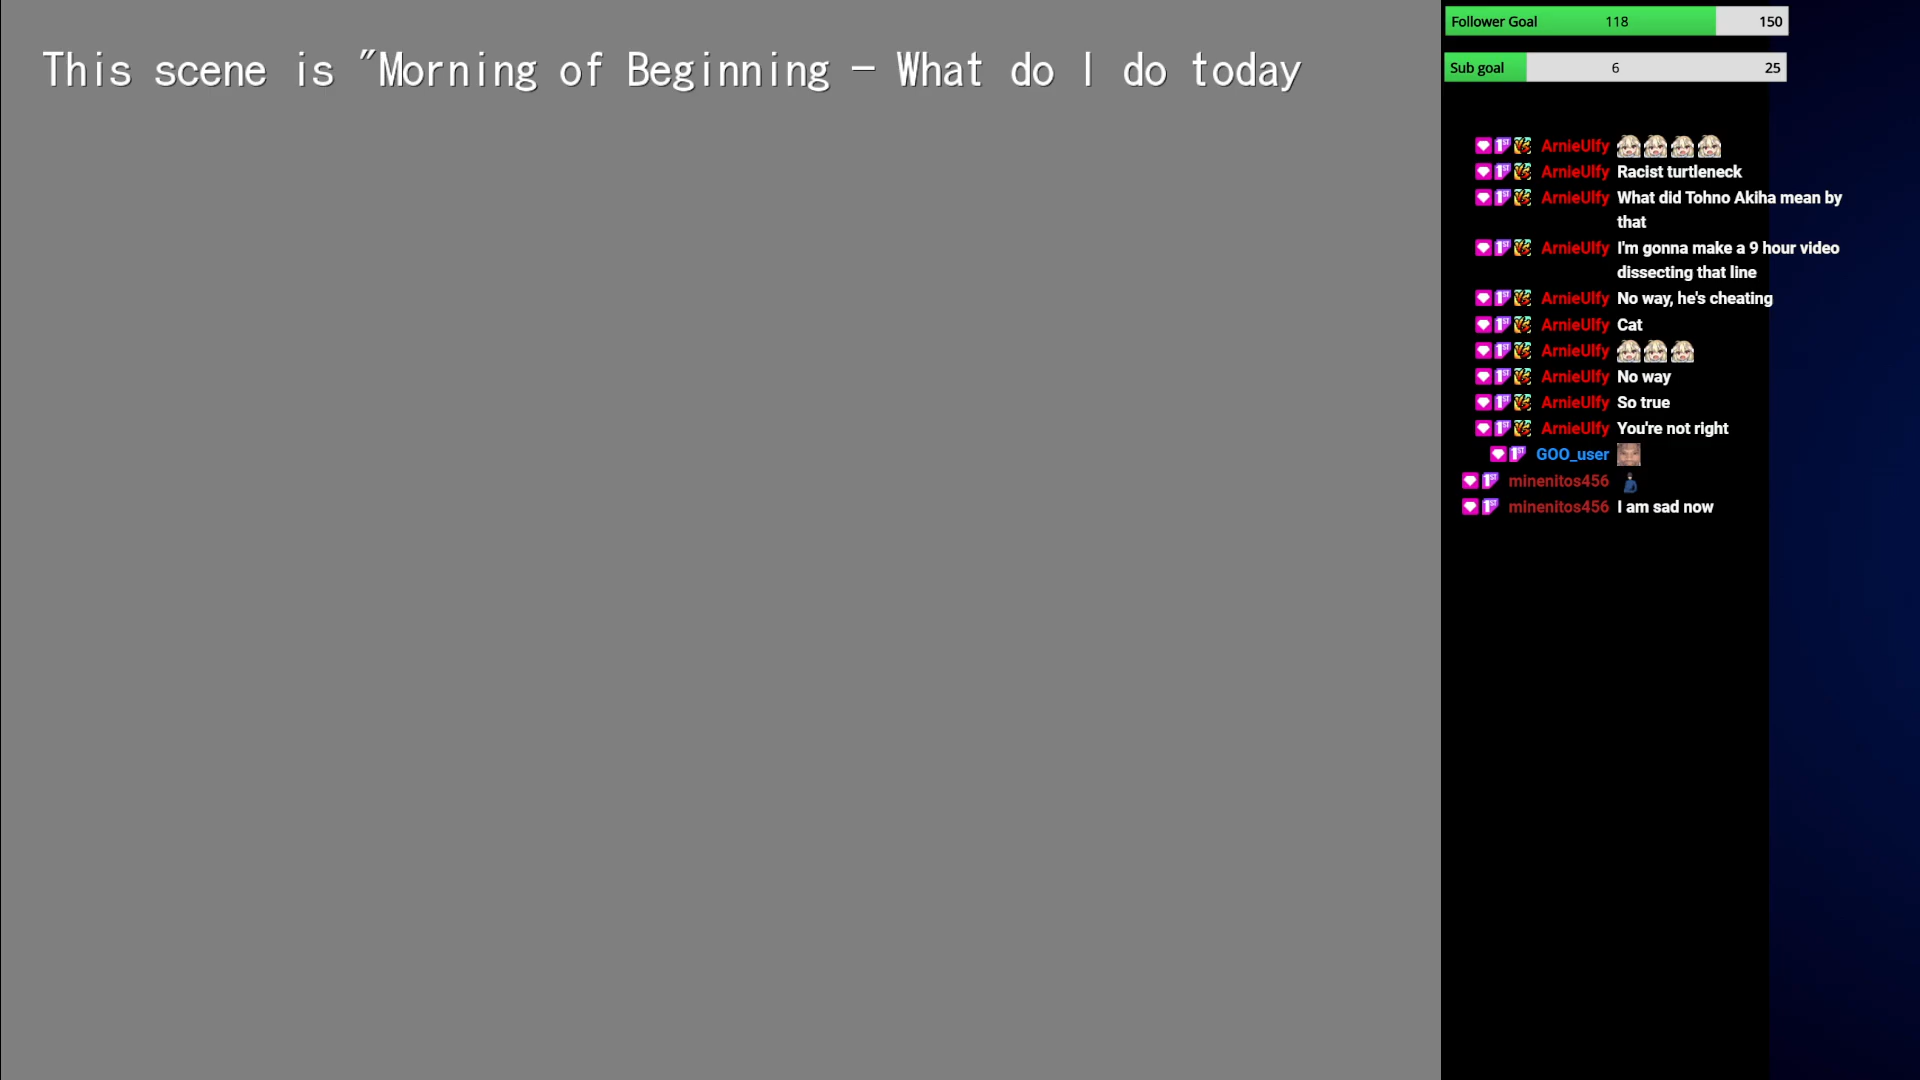 This scene is "Morning of Beginning — What do I do today
Follower Goal 118 150
Sub goal 6 25
ArnieUlfy
ArnieUlfy Racist turtleneck
ArnieUlfy What did Tohno Akiha mean by
that
ArnieUlfy I'm gonna make a 9 hour video
dissecting that line
ArnieUlfy No way, he's cheating
ArnieUlfy Cat
ArnieUlfy
ArnieUlfy No way
ArnieUlfy So true
ArnieUlfy You're not right
GOO_user
minenitos456
minenitos456 I am sad now